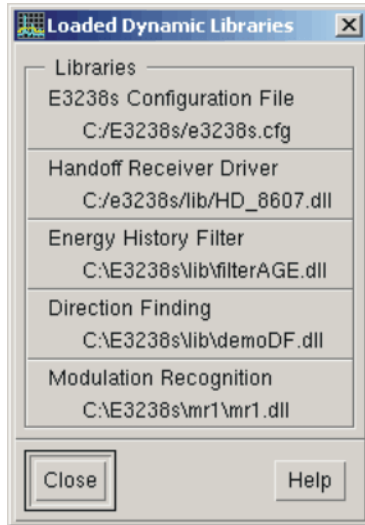 Loaded Dynamic Libraries
Libraries
E3238s Configuration File
C:/E3238s/e3238s.cfg
Handoff Receiver Driver
C:/e3238s/lib/HD_8607.dll
Energy History Filter
C:\E3238s\lib\filterAGE.dll
Direction Finding
C:\E3238s\lib\demoDF.dll
Modulation Recognition
C:\E3238s\mr1\mr1.dll
Close Help